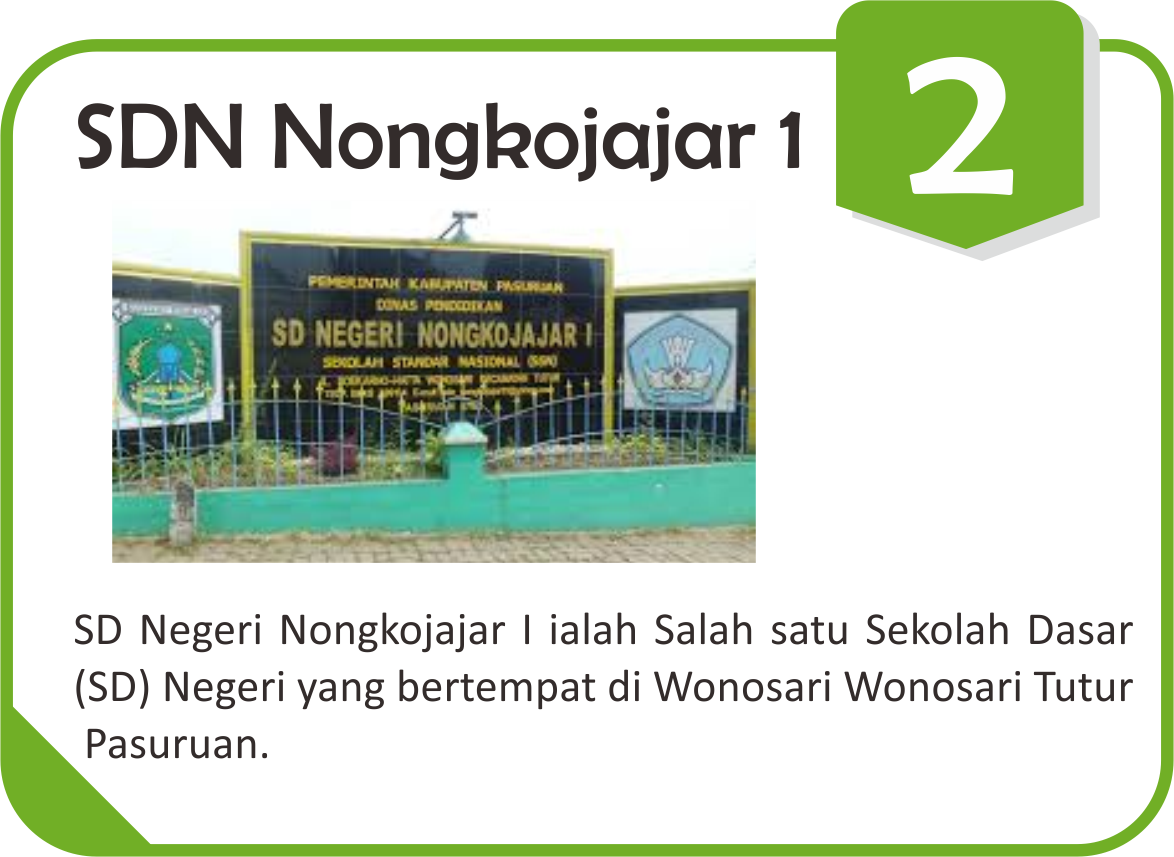 SDN Nongkojajar 1
2
PEMERINTAH KABUPATEN PASURUAN
DINAS PENDIDIKAN
SD NEGERI NONGKOJAJAR I
SEKOLAH STANDAR NASIONAL (SSN)
SD Negeri Nongkojajar I ialah Salah satu Sekolah Dasar
(SD) Negeri yang bertempat di Wonosari Wonosari Tutur
Pasuruan.